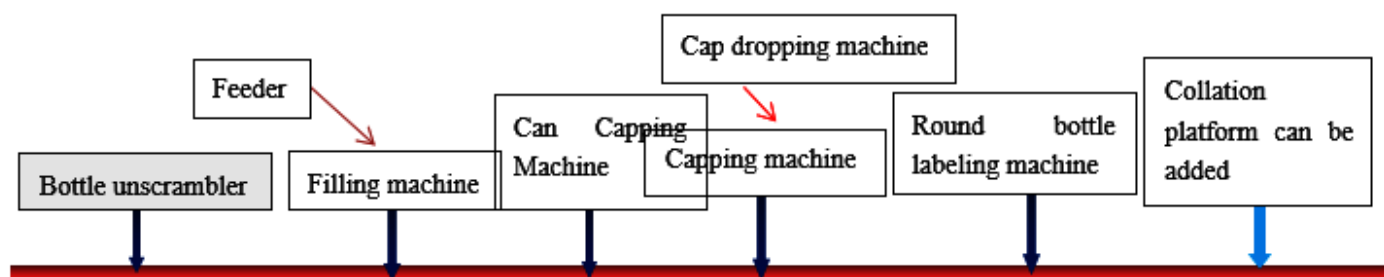 Cap dropping machine
Feeder
Can Capping
Machine
Round bottle
labeling machine
Collation
platform can be
added
Bottle unscrambler
Filling machine
Capping machine